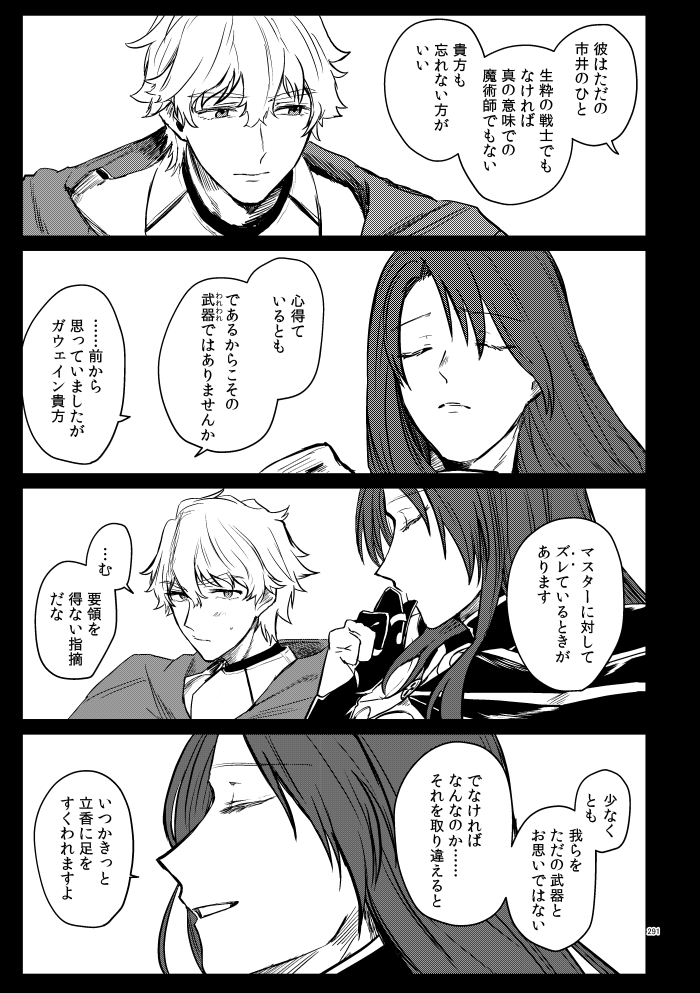 彼はただの
市井のひと
生粋の戦士でも
なければ
真の意味での
魔術師でもない
貴方も
忘れない方が
いい
心得て
いるとも
であるからこその
武器ではありませんか
われわれ
……前から
思っていましたが
ガウェイン貴方
マスターに対して
ズレているときが
あります
…む
要領を
得ない指摘
だな
少なく
とも
我らを
ただの武器と
お思いではない
でなければ
なんなのか……
それを取り違えると
いつかきっと
立香に足を
すくわれますよ
291